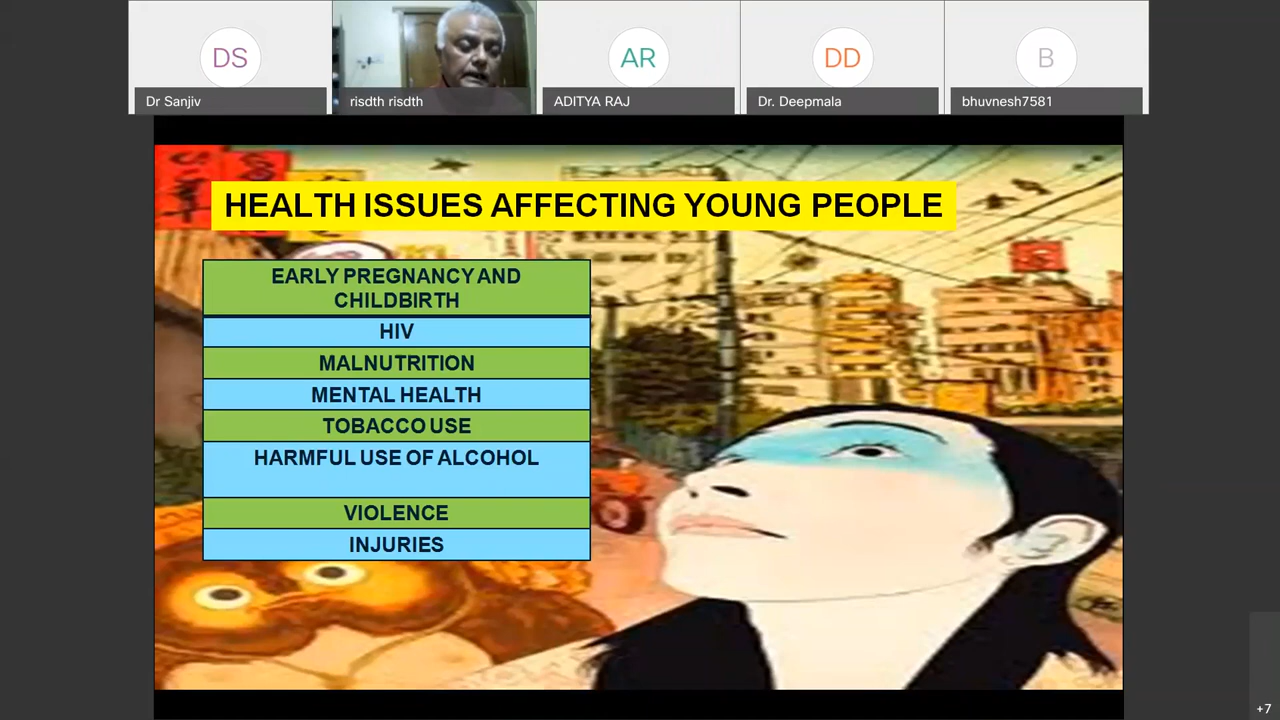 DS
AR
DD
B
Dr Sanjiv
risdth risdth
ADITYA RAJ
Dr. Deepmala
bhuvnesh7581
HEALTH ISSUES AFFECTING YOUNG PEOPLE
EARLY PREGNANCY AND
CHILDBIRTH
HIV
MALNUTRITION
MENTAL HEALTH
TOBACCO USE
HARMFUL USE OF ALCOHOL
VIOLENCE
INJURIES
+7